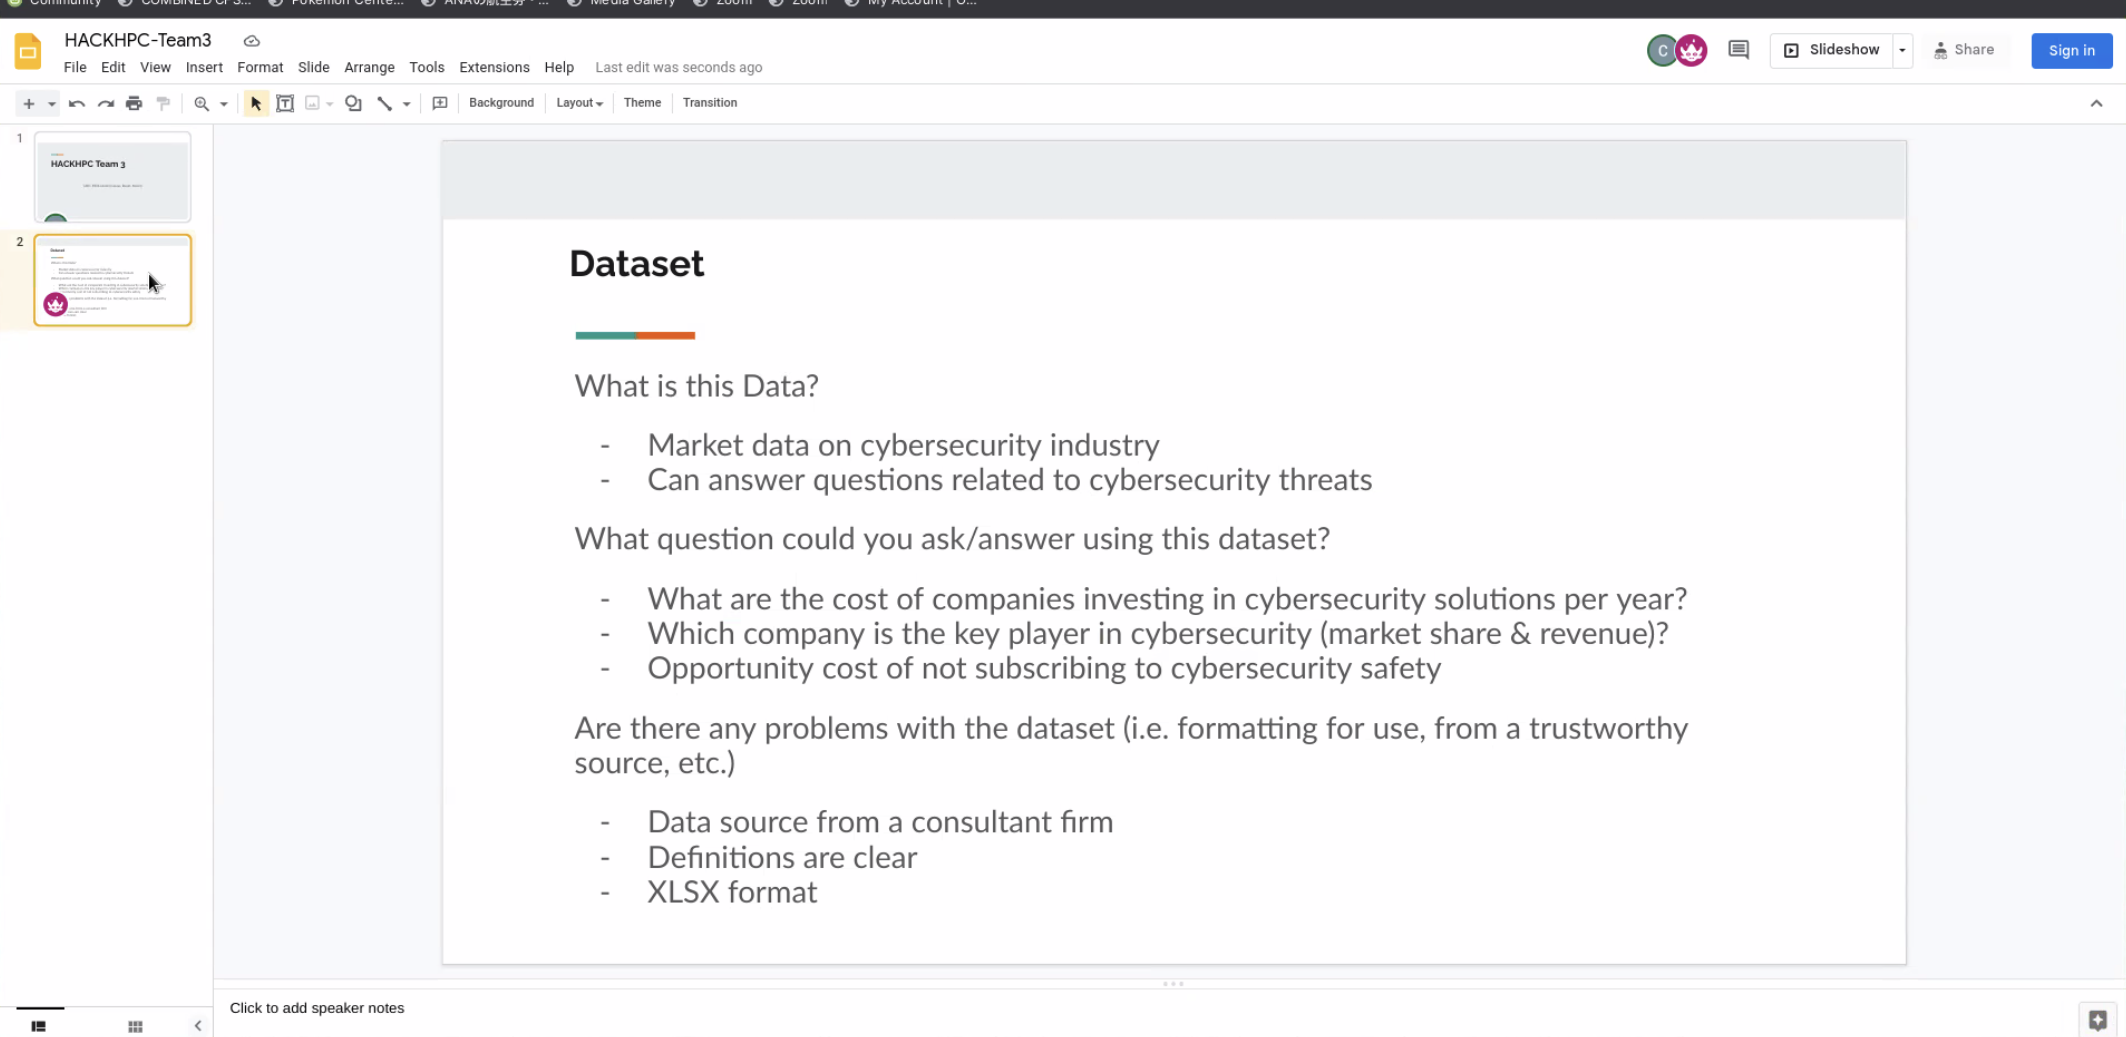 Community COMBINED CFS... Pokemon Cente... Media Gallery Zoom Zoom My Account | O...
HACKHPC-Team3
C
Slideshow
Share
Sign in
File Edit View Insert Format Slide Arrange Tools Extensions Help Last edit was seconds ago
Background Layout Theme Transition
1
HACKHPC Team 3
2
Dataset
Dataset
What is this Data?
- Market data on cybersecurity industry
- Can answer questions related to cybersecurity threats
What question could you ask/answer using this dataset?
- What are the cost of companies investing in cybersecurity solutions per year?
- Which company is the key player in cybersecurity (market share & revenue)?
- Opportunity cost of not subscribing to cybersecurity safety
Are there any problems with the dataset (i.e. formatting for use, from a trustworthy
source, etc.)
- Data source from a consultant firm
- Definitions are clear
- XLSX format
Click to add speaker notes